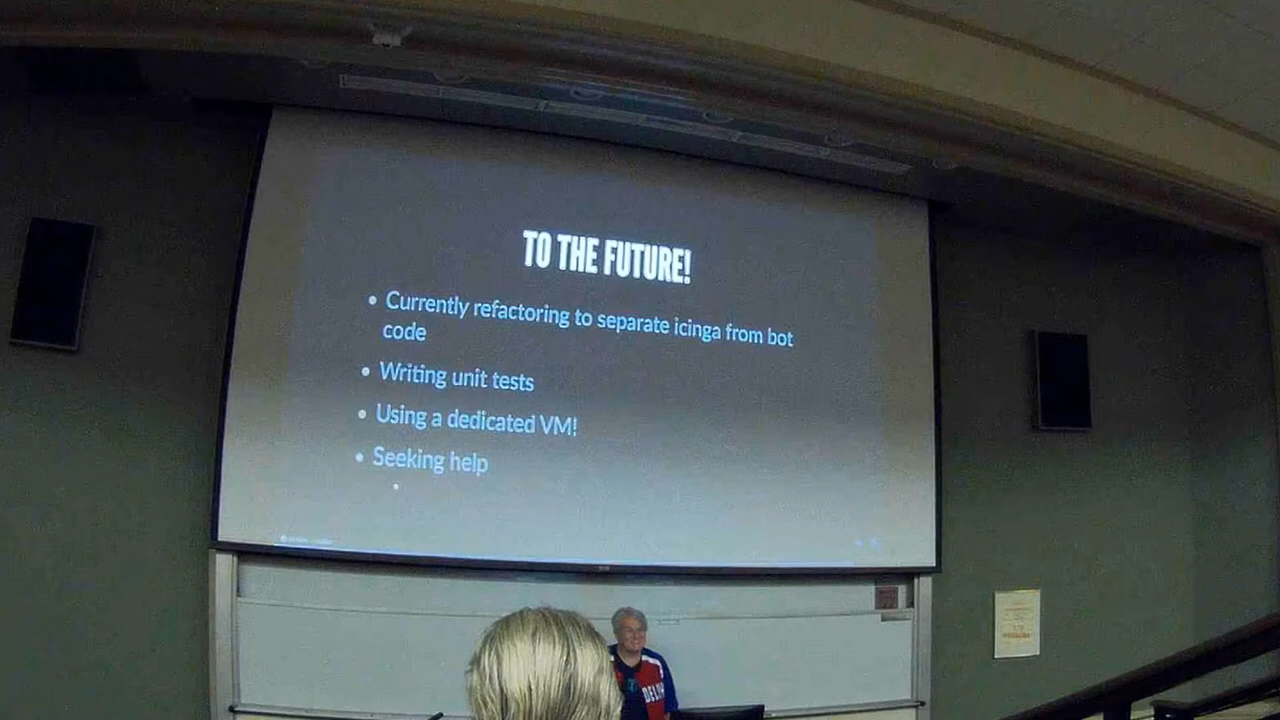 TO THE FUTURE!
Currently refactoring to separate icinga from bot
code
Writing unit tests
Using a dedicated VM!
Seeking help